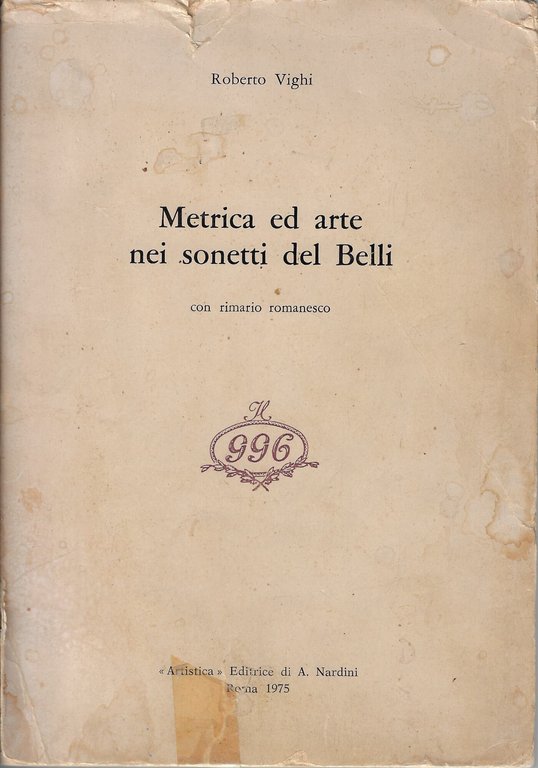 Roberto Vighi
Metrica ed arte
nei sonetti del Belli
con rimario romanesco
Il
996
«Artistica» Editrice di A. Nardini
Roma 1975